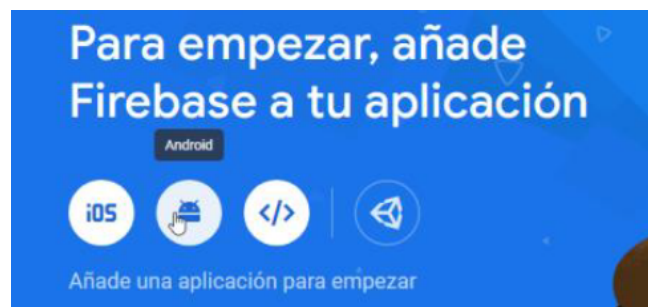 Para empezar, añade
Firebase a tu aplicación
Android
iOS
</>
Añade una aplicación para empezar